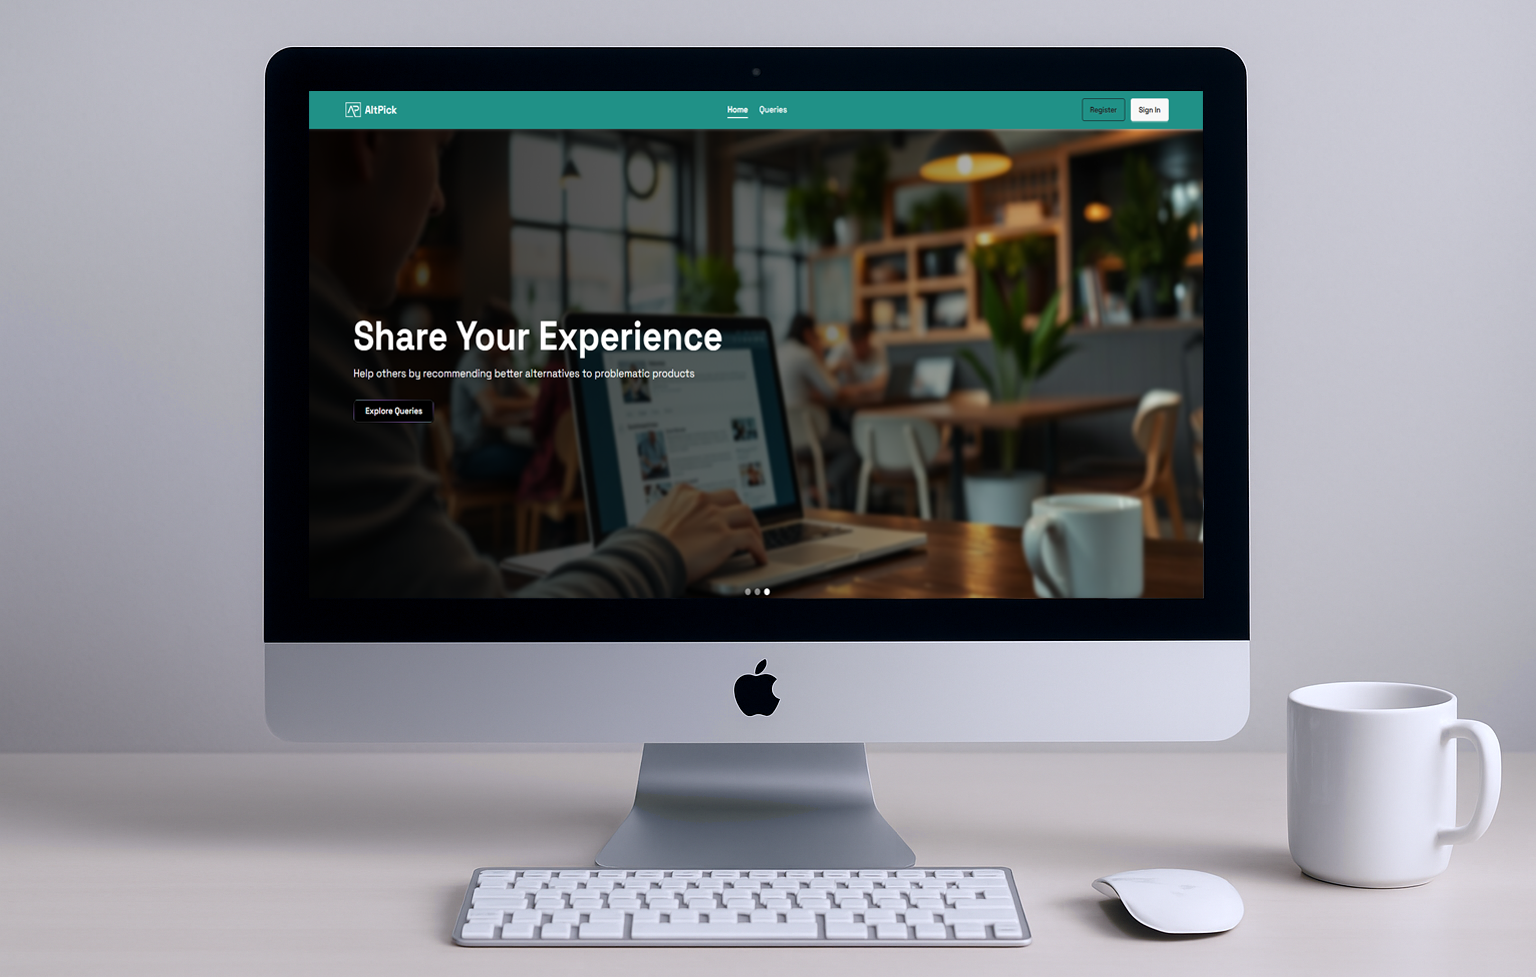 AP AltPick
Home Queries
Register Sign In
Share Your Experience
Help others by recommending better alternatives to problematic products
Explore Queries